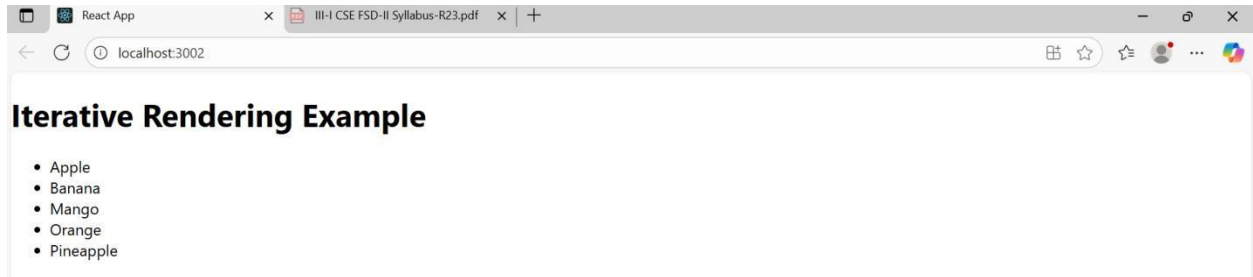 React App III-I CSE FSD-II Syllabus-R23.pdf
localhost:3002
Iterative Rendering Example
Apple
Banana
Mango
Orange
Pineapple